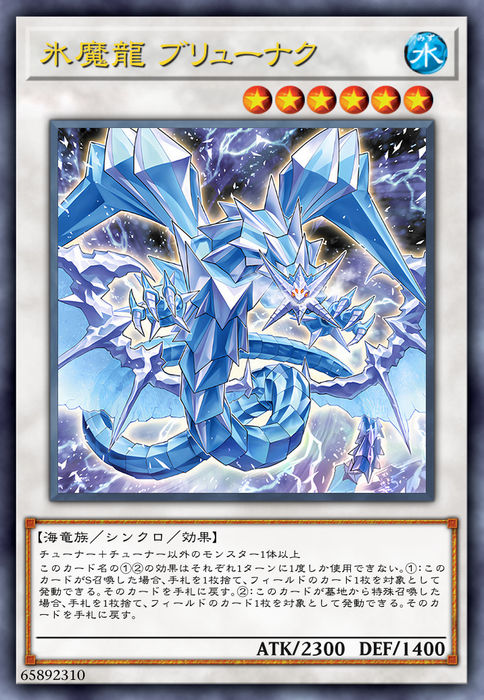 氷魔龍 ブリューナク
みず
水
【海竜族／シンクロ／効果】
チューナー＋チューナー以外のモンスター1体以上
このカード名の①②の効果はそれぞれ1ターンに1度しか使用できない。①：この
カードがS召喚した場合、手札を1枚捨て、フィールドのカード1枚を対象として
発動できる。そのカードを手札に戻す。②：このカードが墓地から特殊召喚し
た場合、手札を1枚捨て、フィールドのカード1枚を対象として発動できる。そのカ
ードを手札に戻す。
ATK/2300 DEF/1400
65892310